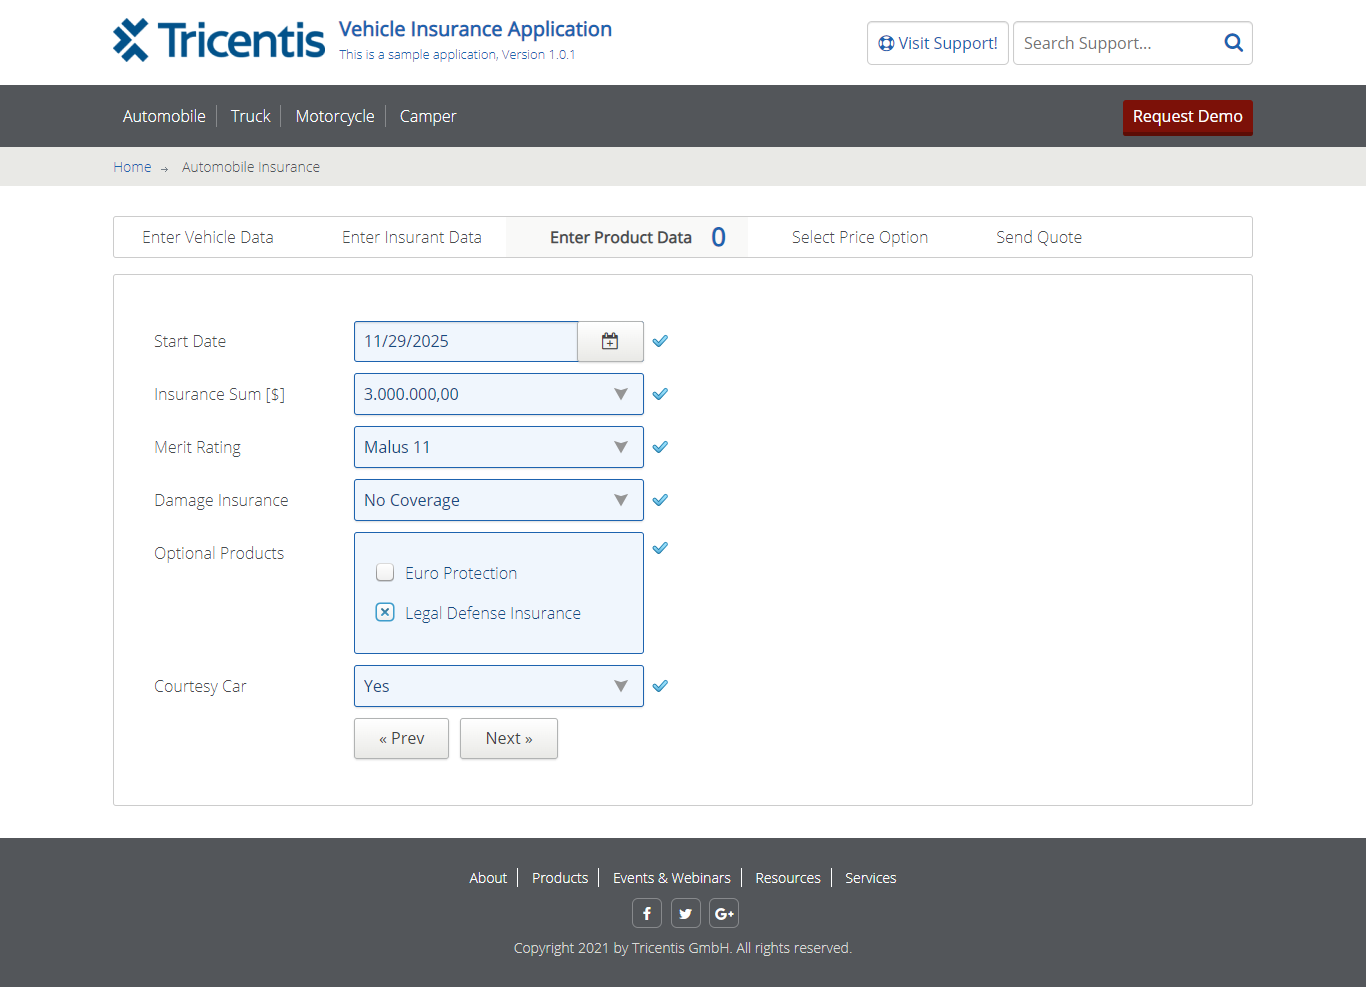 Tricentis
Vehicle Insurance Application
This is a sample application, Version 1.0.1
Visit Support!
Search Support...
Automobile
Truck
Motorcycle
Camper
Request Demo
Home
Automobile Insurance
Enter Vehicle Data
Enter Insurant Data
Enter Product Data 0
Select Price Option
Send Quote
Start Date
11/29/2025
Insurance Sum [$]
3.000.000,00
Merit Rating
Malus 11
Damage Insurance
No Coverage
Optional Products
Euro Protection
Legal Defense Insurance
Courtesy Car
Yes
« Prev
Next »
About
Products
Events & Webinars
Resources
Services
Copyright 2021 by Tricentis GmbH. All rights reserved.